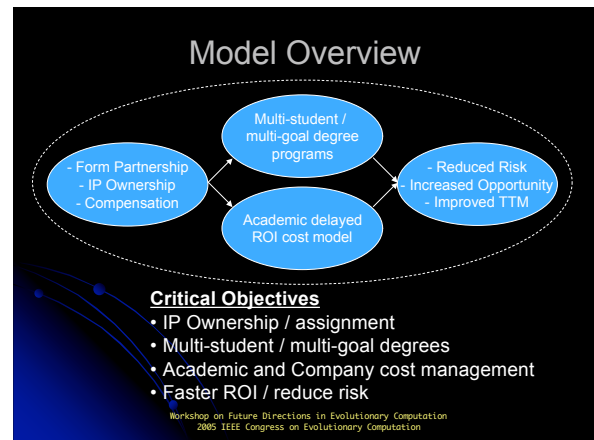 Model Overview
Multi-student /
multi-goal degree
programs
- Form Partnership
- IP Ownership
- Compensation
- Reduced Risk
- Increased Opportunity
- Improved TTM
Academic delayed
ROI cost model
Critical Objectives
• IP Ownership / assignment
• Multi-student / multi-goal degrees
• Academic and Company cost management
• Faster ROI / reduce risk
Workshop on Future Directions in Evolutionary Computation
2005 IEEE Congress on Evolutionary Computation